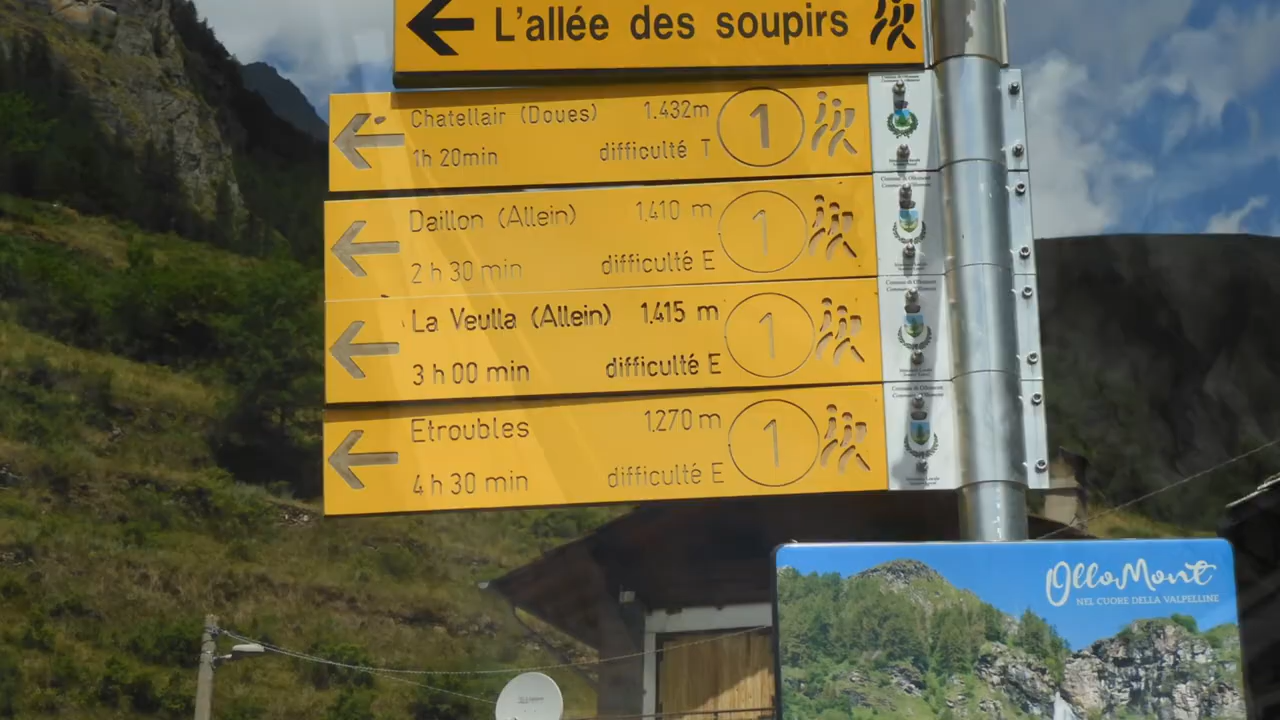 L'allée des soupirs
Chatellair (Doues) 1.432m 1
1h 20min difficulté T
Daillon (Allein) 1,410 m 1
2 h 30 min difficulté E
La Veulla (Allein) 1.415 m 1
3 h 00 min difficulté E
Etroubles 1,270 m 1
4 h 30 min difficulté E
OlloMont
NEL CUORE DELLA VALPELLINE